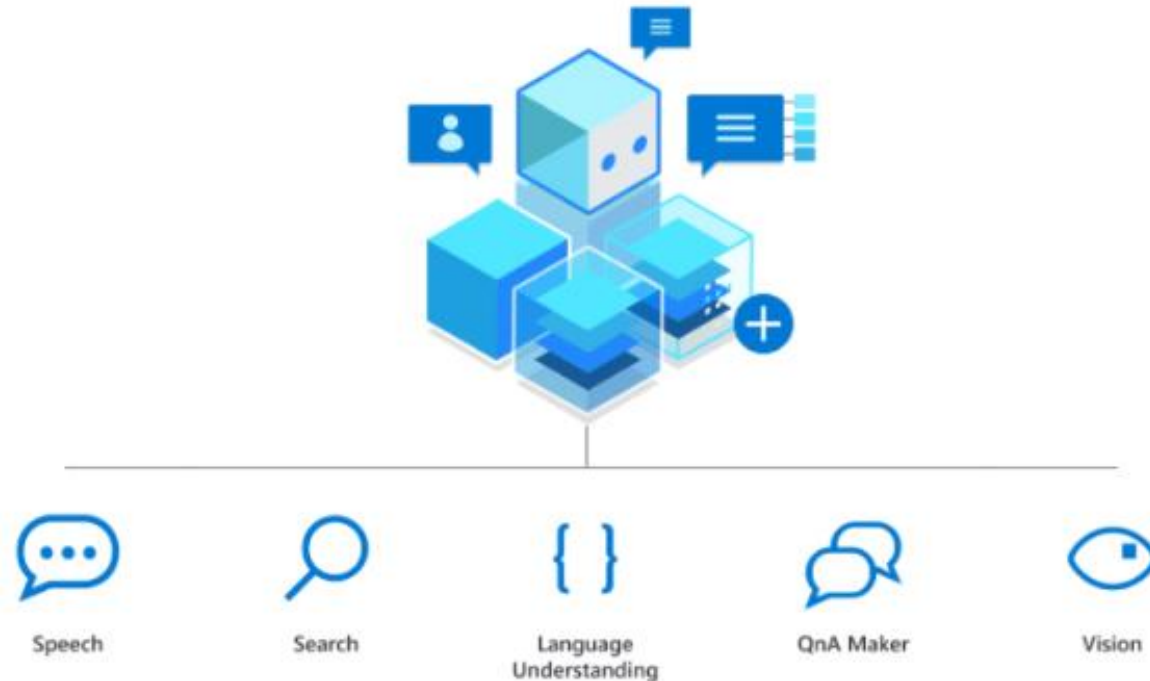 Speech
Search
Language
Understanding
QnA Maker
Vision